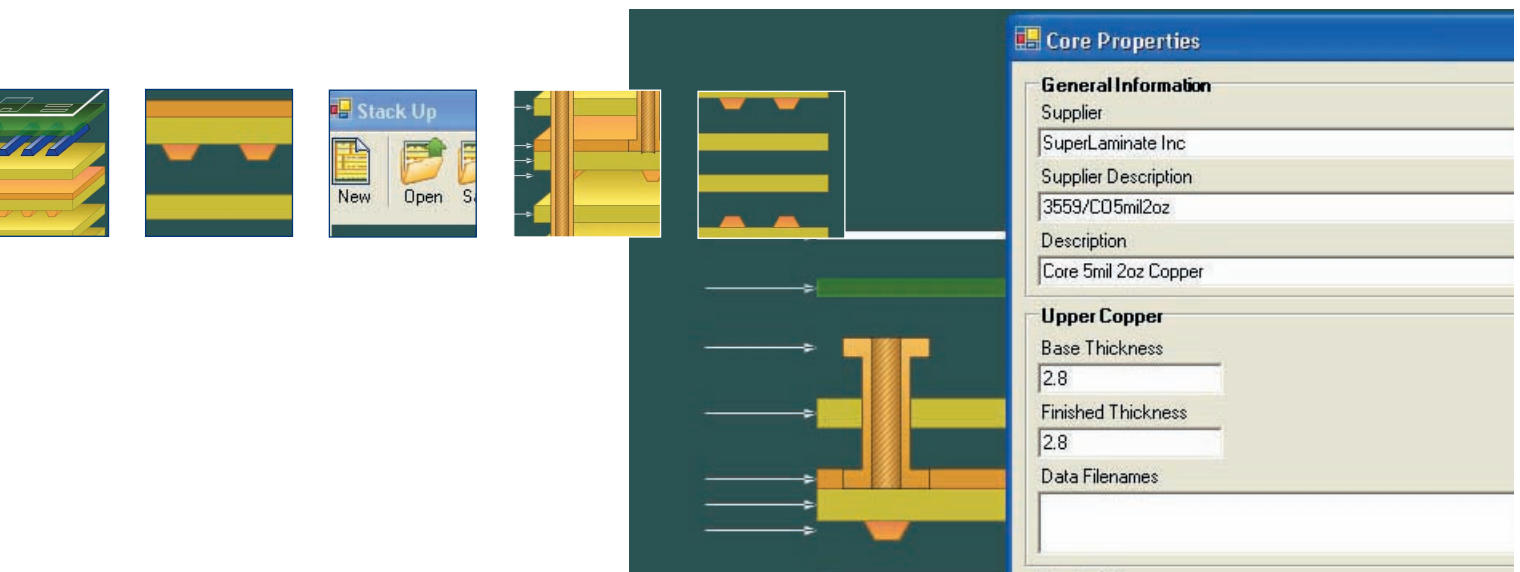 Core Properties
General Information
Supplier
SuperLaminate Inc
Supplier Description
3559/CO5mil2oz
Description
Core 5mil 2oz Copper
Upper Copper
Base Thickness
2.8
Finished Thickness
2.8
Data Filenames
Stack Up
New Open